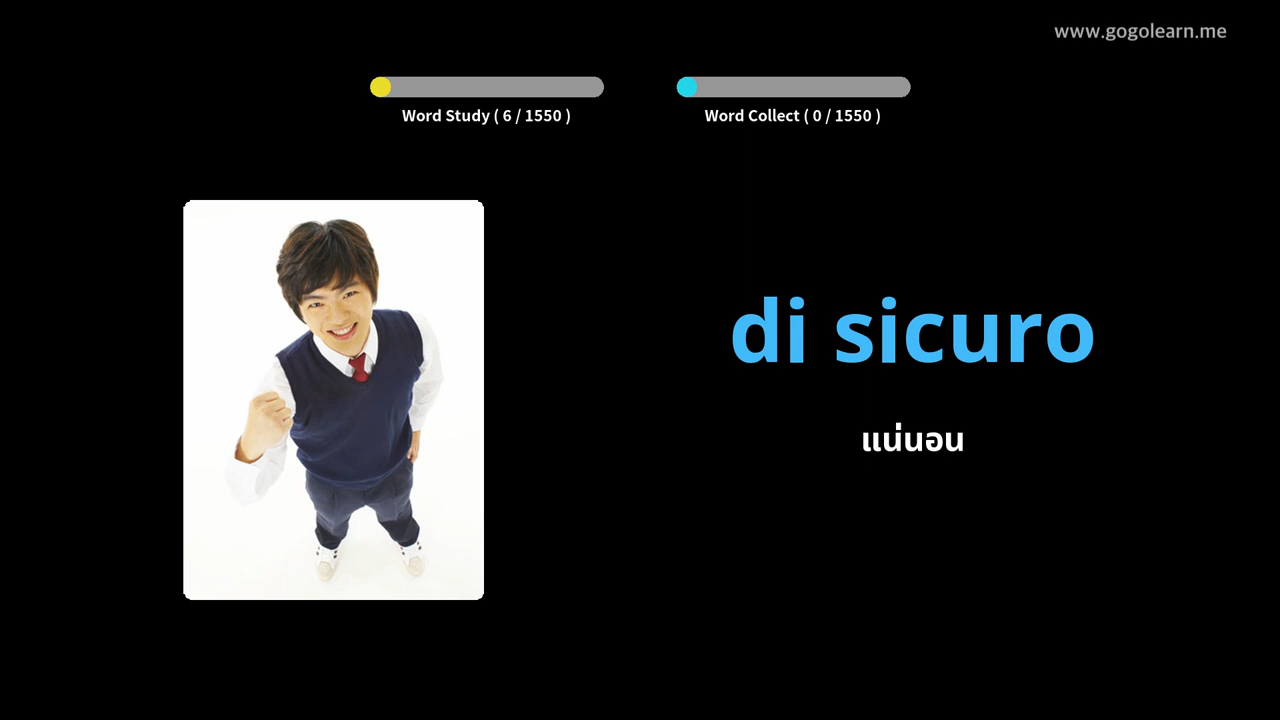 www.gogolearn.me
Word Study ( 6 / 1550 )
Word Collect ( 0 / 1550 )
di sicuro
แน่นอน